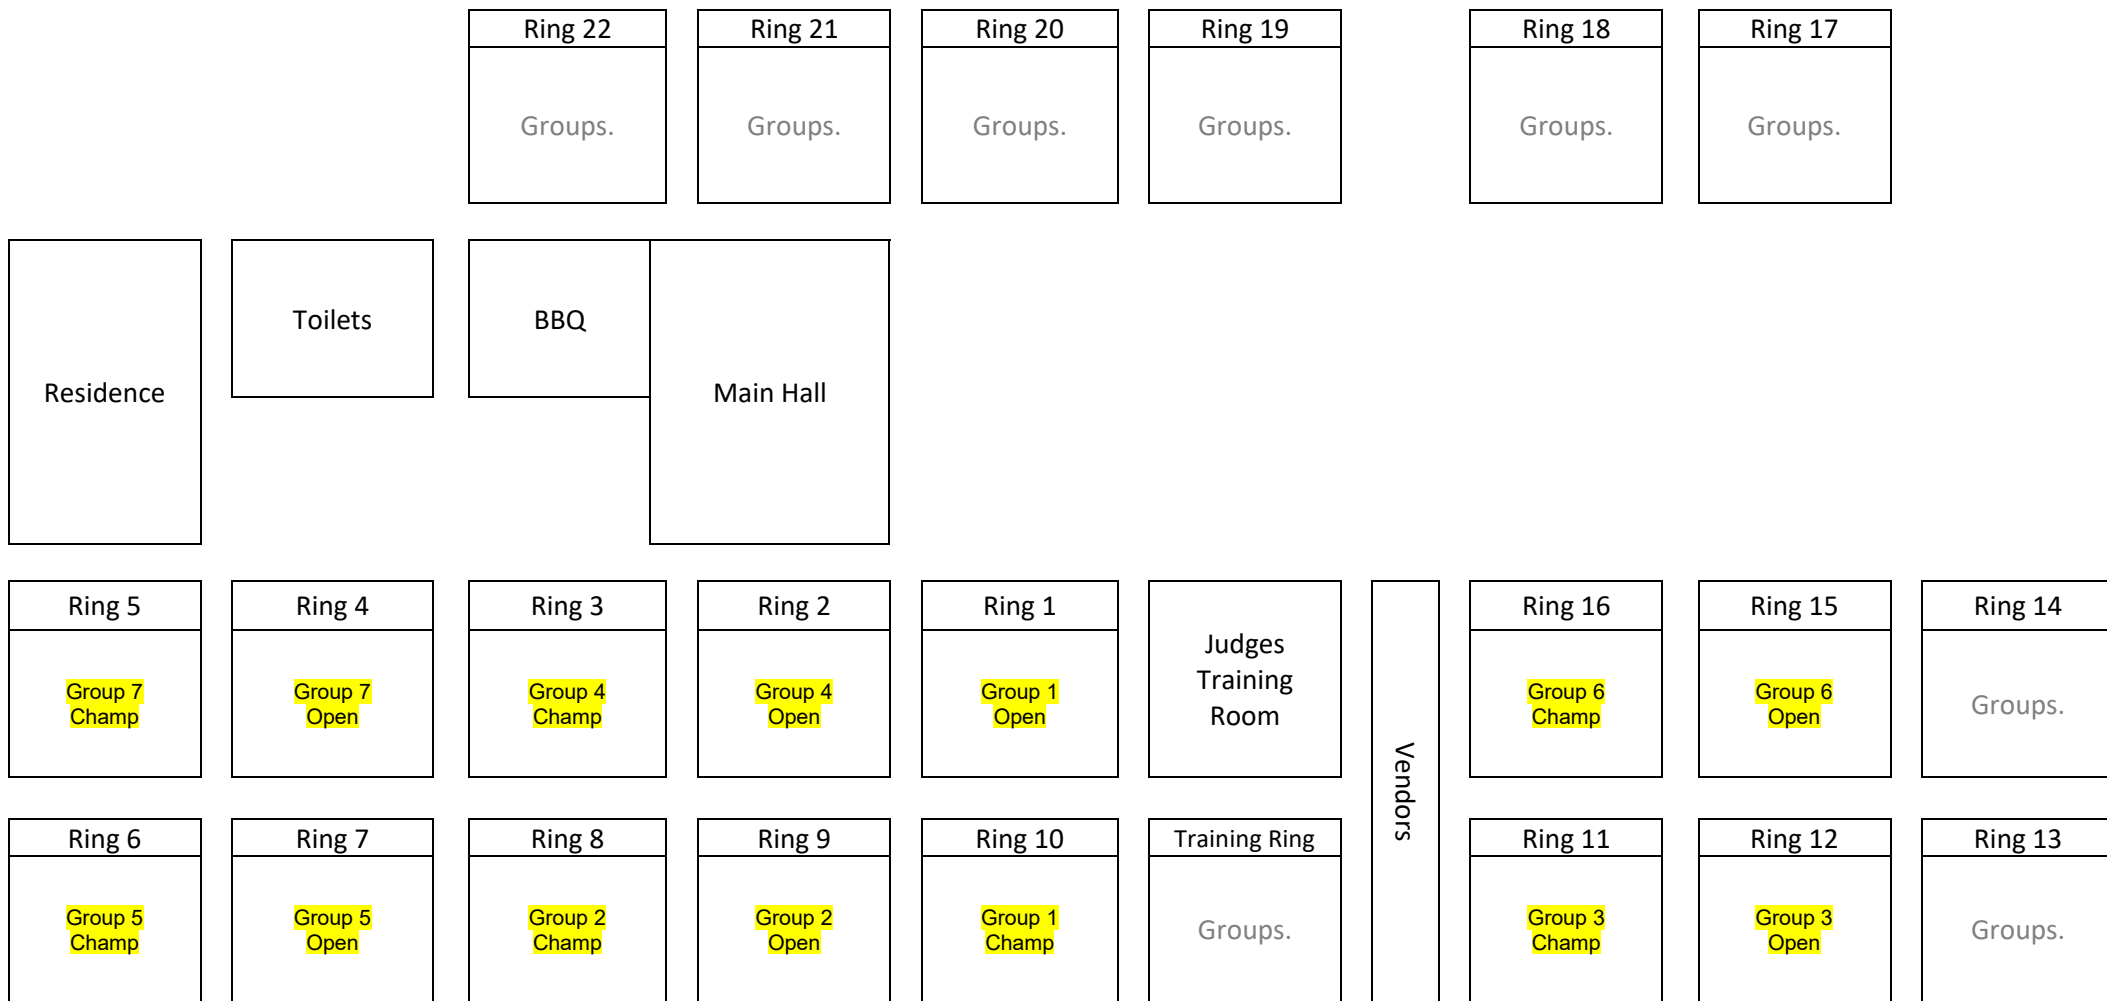 Ring 22
Ring 21
Ring 20
Ring 19
Ring 18
Ring 17
Groups.
Groups.
Groups.
Groups.
Groups.
Groups.
Residence
Toilets
BBQ
Main Hall
Ring 5
Ring 4
Ring 3
Ring 2
Ring 1
Judges
Training
Room
Vendors
Ring 16
Ring 15
Ring 14
Group 7
Champ
Group 7
Open
Group 4
Champ
Group 4
Open
Group 1
Open
Group 6
Champ
Group 6
Open
Groups.
Ring 6
Ring 7
Ring 8
Ring 9
Ring 10
Training Ring
Ring 11
Ring 12
Ring 13
Group 5
Champ
Group 5
Open
Group 2
Champ
Group 2
Open
Group 1
Champ
Groups.
Group 3
Champ
Group 3
Open
Groups.